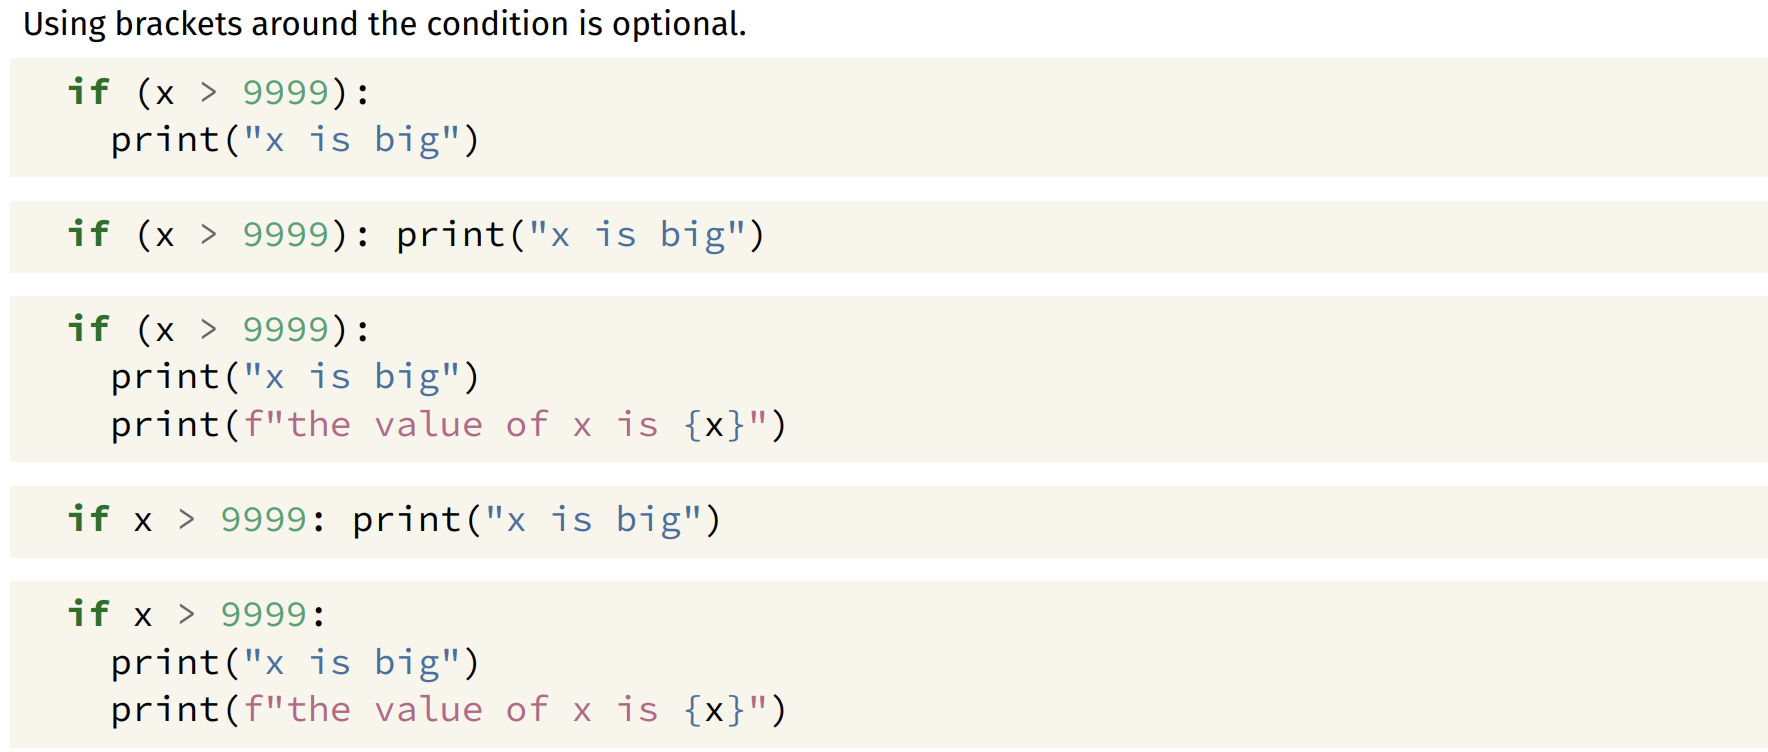 Using brackets around the condition is optional.
if (x > 9999):
  print("x is big")
if (x > 9999): print("x is big")
if (x > 9999):
  print("x is big")
  print(f"the value of x is {x}")
if x > 9999: print("x is big")
if x > 9999:
  print("x is big")
  print(f"the value of x is {x}")